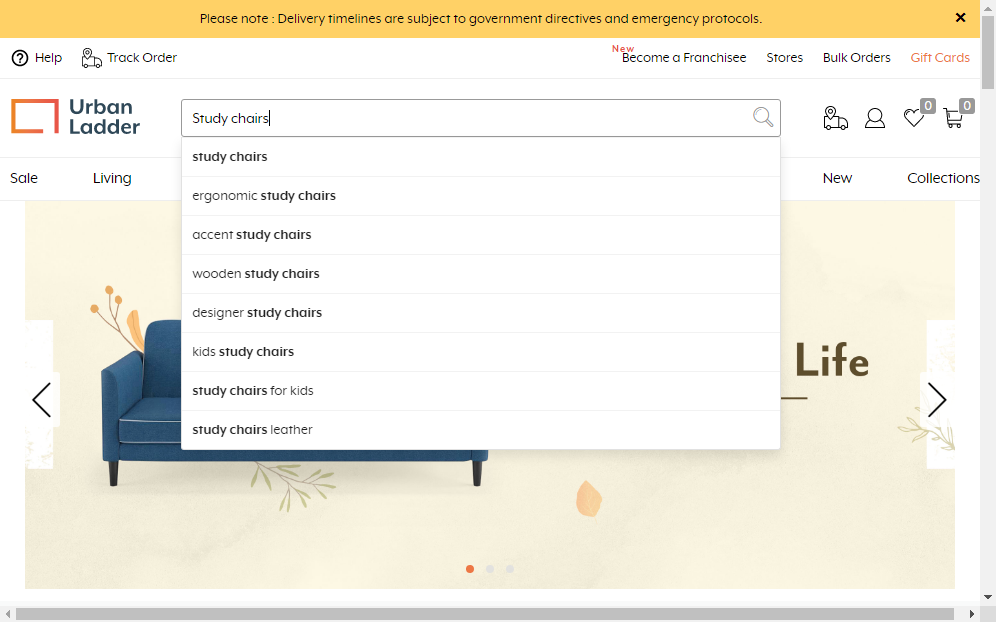 Please note : Delivery timelines are subject to government directives and emergency protocols.
Help
Track Order
New
Become a Franchisee
Stores
Bulk Orders
Gift Cards
Urban
Ladder
Study chairs
0
0
Sale
Living
New
Collections
study chairs
ergonomic study chairs
accent study chairs
wooden study chairs
designer study chairs
kids study chairs
study chairs for kids
study chairs leather
Life